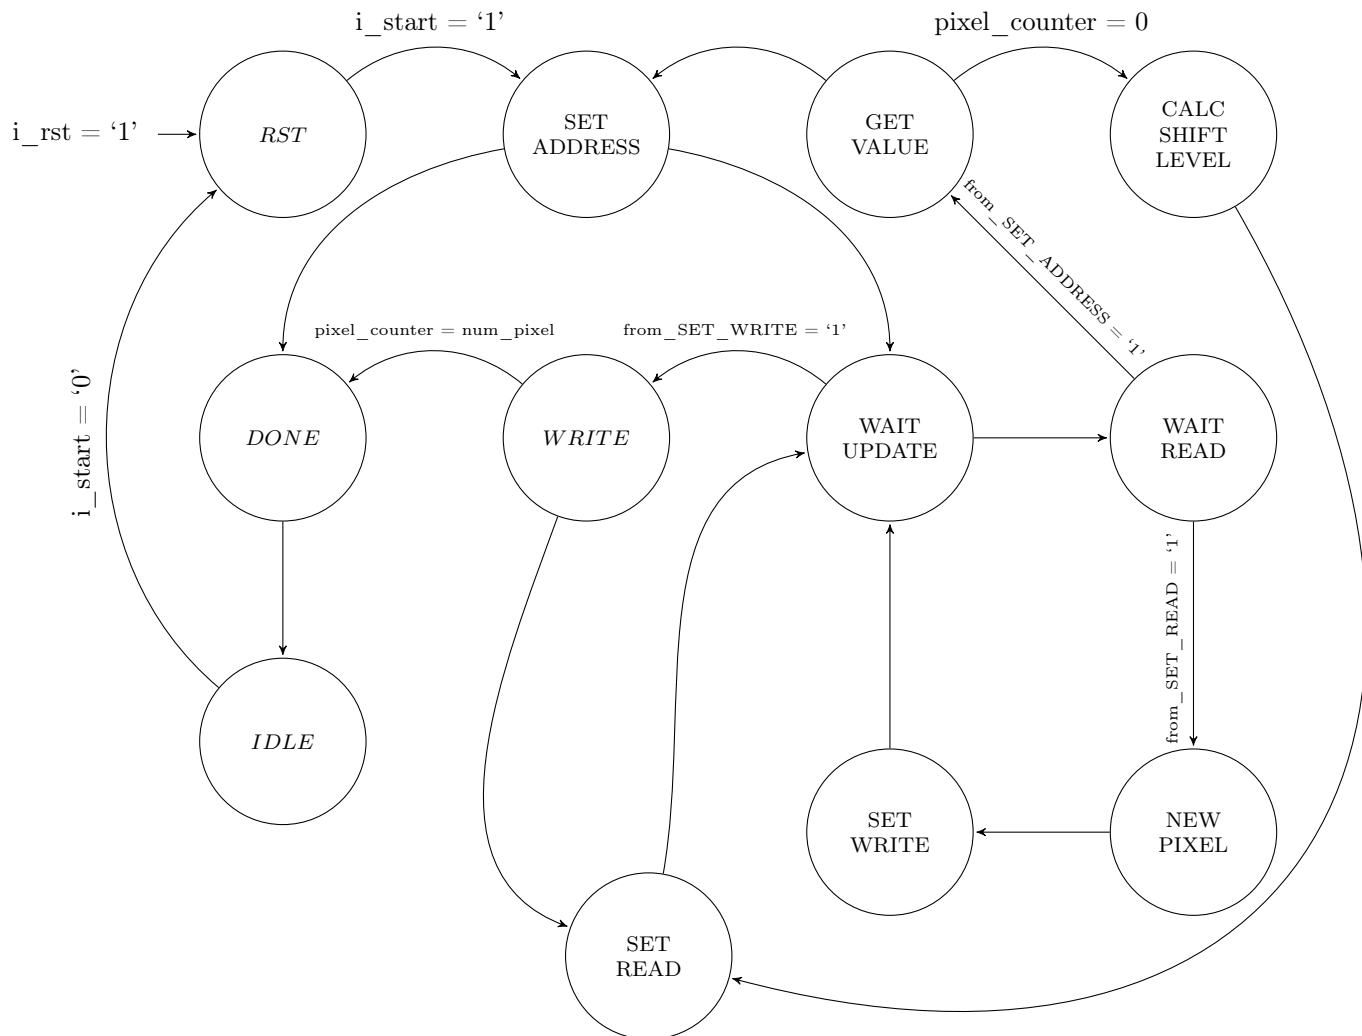 i_start = ‘1’
pixel_counter = 0
i_rst = ‘1’
RST
SET
ADDRESS
GET
VALUE
CALC
SHIFT
LEVEL
from_SET_ADDRESS = ‘1’
pixel_counter = num_pixel
from_SET_WRITE = ‘1’
i_start = ‘0’
DONE
WRITE
WAIT
UPDATE
WAIT
READ
from_SET_READ = ‘1’
IDLE
SET
WRITE
NEW
PIXEL
SET
READ